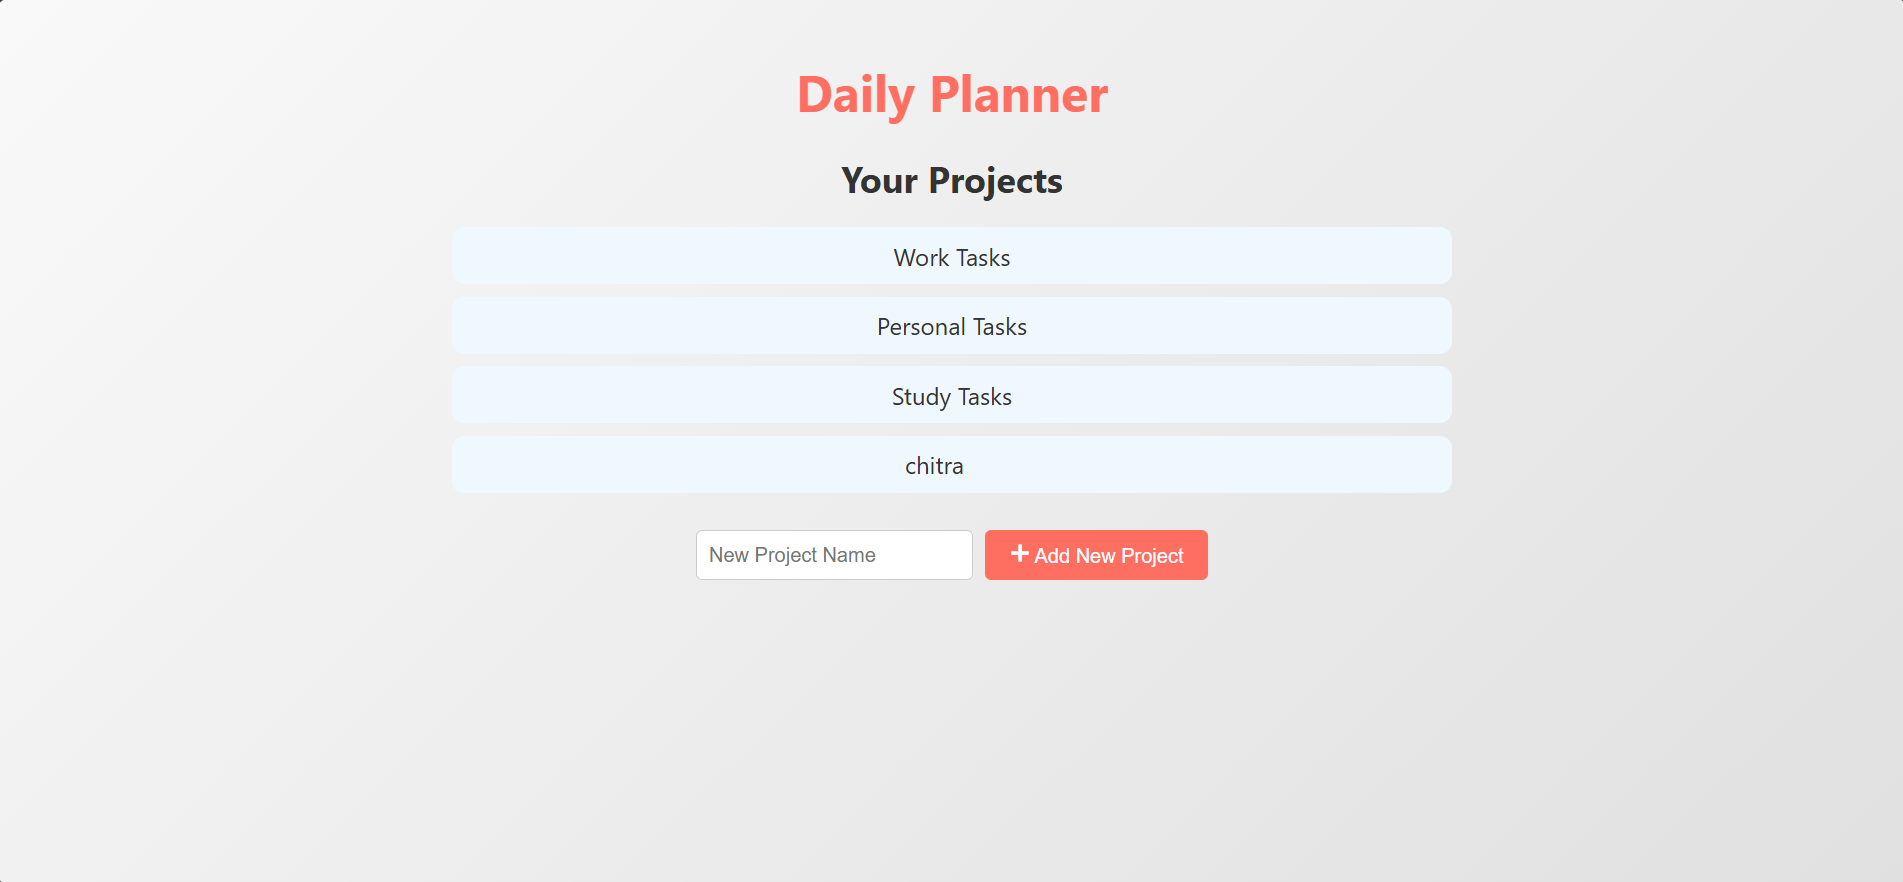 Daily Planner
Your Projects
Work Tasks
Personal Tasks
Study Tasks
chitra
New Project Name
+ Add New Project